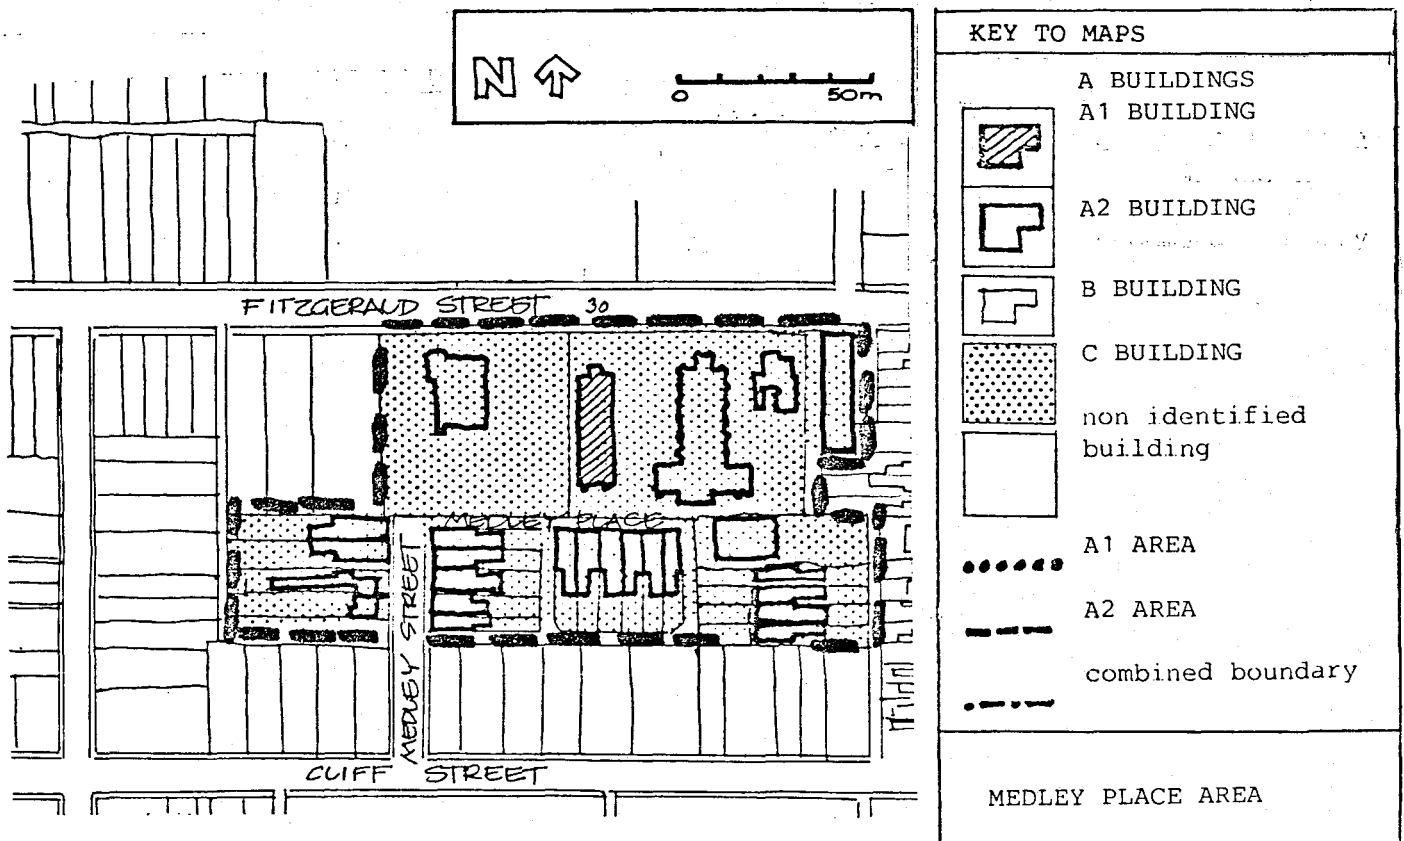 N
0 50m
KEY TO MAPS
A BUILDINGS
A1 BUILDING
A2 BUILDING
B BUILDING
C BUILDING
non identified
building
A1 AREA
A2 AREA
combined boundary
MEDLEY PLACE AREA
FITZGERALD STREET 30
MEDLEY PLACE
MEDLEY STREET
CLIFF STREET